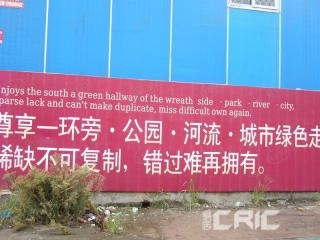 enjoys the south a green hallway of the wreath side · park · river · city,
sparse lack and can't make duplicate, miss difficult own again.
尊享一环旁·公园·河流·城市绿色走
稀缺不可复制，错过难再拥有。
CRIC